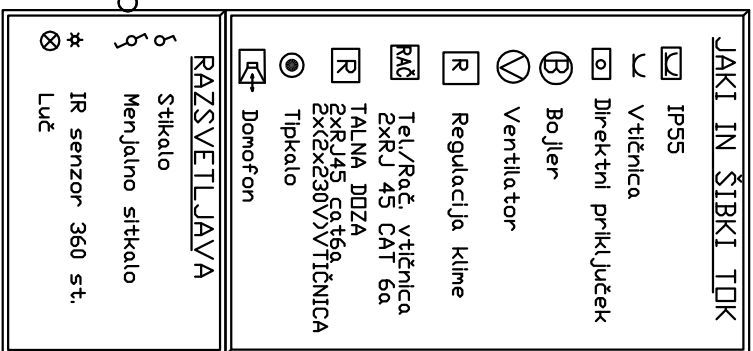 JAKI IN ŠIBKI TOK
IP55
Vtičnica
Direktni priključek
B Bojler
V Ventilator
R Regulacija klime
RAČ Tel./Rač. vtičnica
2xRJ 45 CAT 6a
R TALNA DOZA
2xRJ45 cat6a
2x(2x230V)VTIČNICA
Tipkalo
Domofon
RAZSVETLJAVA
Stikalo
Menjalno sitkalo
IR senzor 360 st.
Luč